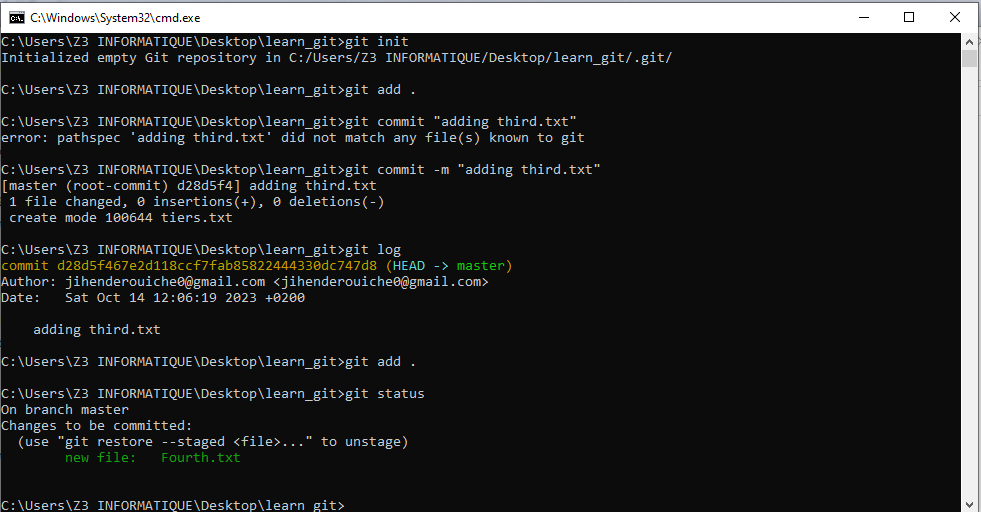 C:\Windows\System32\cmd.exe
C:\Users\Z3 INFORMATIQUE\Desktop\learn_git>git init
Initialized empty Git repository in C:/Users/Z3 INFORMATIQUE/Desktop/learn_git/.git/
C:\Users\Z3 INFORMATIQUE\Desktop\learn_git>git add .
C:\Users\Z3 INFORMATIQUE\Desktop\learn_git>git commit "adding third.txt"
error: pathspec 'adding third.txt' did not match any file(s) known to git
C:\Users\Z3 INFORMATIQUE\Desktop\learn_git>git commit -m "adding third.txt"
[master (root-commit) d28d5f4] adding third.txt
 1 file changed, 0 insertions(+), 0 deletions(-)
 create mode 100644 tiers.txt
C:\Users\Z3 INFORMATIQUE\Desktop\learn_git>git log
commit d28d5f467e2d118ccf7fab85822444330dc747d8 (HEAD -> master)
Author: jihenderouiche0@gmail.com <jihenderouiche0@gmail.com>
Date:   Sat Oct 14 12:06:19 2023 +0200
    adding third.txt
C:\Users\Z3 INFORMATIQUE\Desktop\learn_git>git add .
C:\Users\Z3 INFORMATIQUE\Desktop\learn_git>git status
On branch master
Changes to be committed:
  (use "git restore --staged <file>..." to unstage)
        new file:   Fourth.txt
C:\Users\Z3 INFORMATIQUE\Desktop\learn_git>